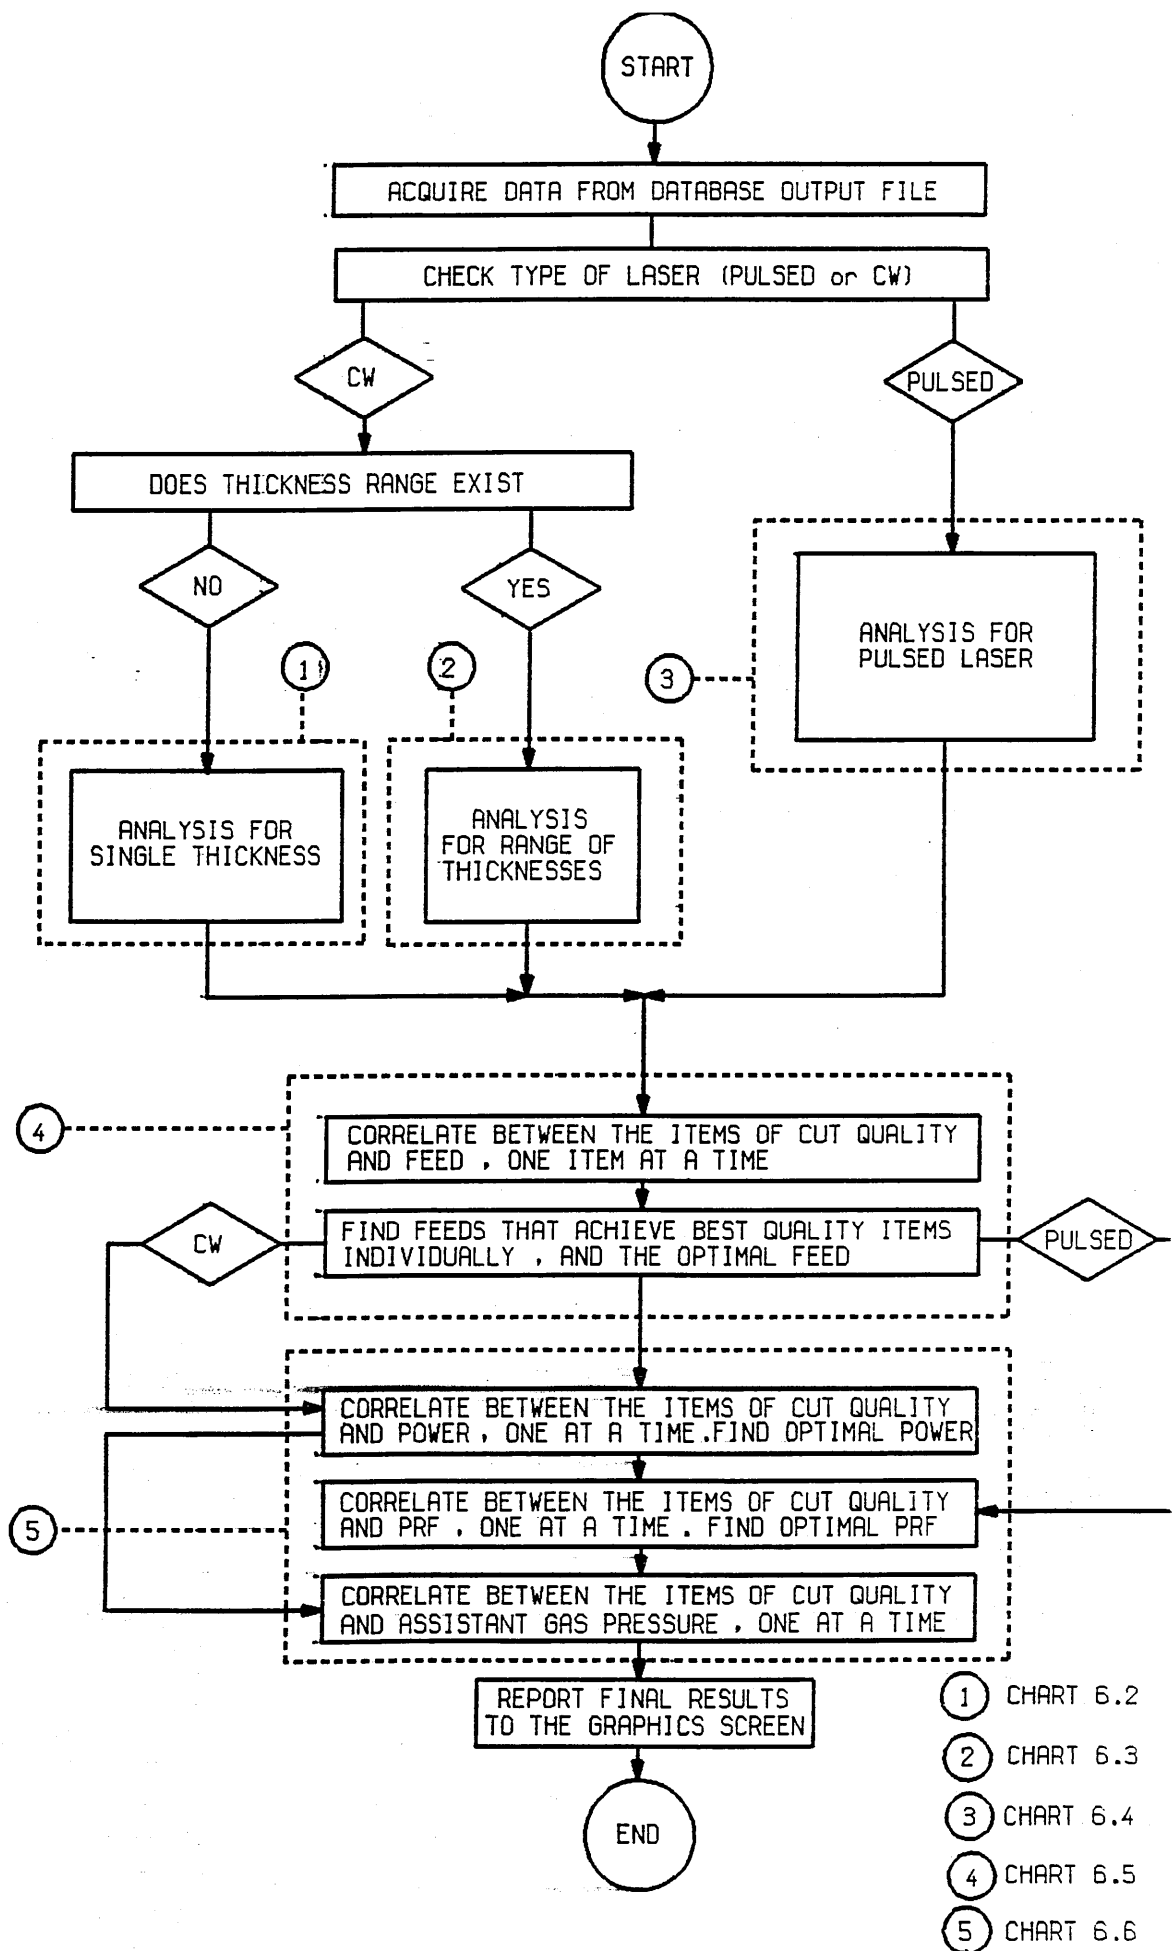 START
ACQUIRE DATA FROM DATABASE OUTPUT FILE
CHECK TYPE OF LASER (PULSED or CW)
CW
PULSED
DOES THICKNESS RANGE EXIST
NO
YES
ANALYSIS FOR
PULSED LASER
1
2
3
ANALYSIS FOR
SINGLE THICKNESS
ANALYSIS
FOR RANGE OF
THICKNESSES
4
CORRELATE BETWEEN THE ITEMS OF CUT QUALITY
AND FEED , ONE ITEM AT A TIME
CW
FIND FEEDS THAT ACHIEVE BEST QUALITY ITEMS
INDIVIDUALLY , AND THE OPTIMAL FEED
PULSED
CORRELATE BETWEEN THE ITEMS OF CUT QUALITY
AND POWER , ONE AT A TIME.FIND OPTIMAL POWER
5
CORRELATE BETWEEN THE ITEMS OF CUT QUALITY
AND PRF , ONE AT A TIME . FIND OPTIMAL PRF
CORRELATE BETWEEN THE ITEMS OF CUT QUALITY
AND ASSISTANT GAS PRESSURE , ONE AT A TIME
REPORT FINAL RESULTS
TO THE GRAPHICS SCREEN
END
1 CHART 6.2
2 CHART 6.3
3 CHART 6.4
4 CHART 6.5
5 CHART 6.6